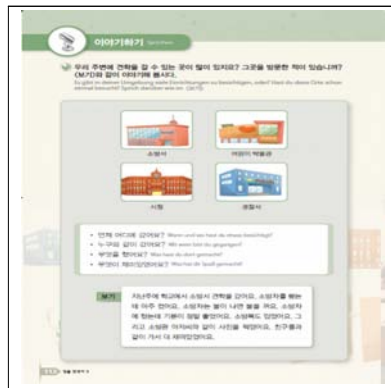 이야기하기
우리 주변에 견학을 갈 수 있는 곳이 많이 있지요? 그곳을 방문한 적이 있습니까?
<보기>와 같이 이야기해 봅시다.
소방서
어린이 박물관
시청
경찰서
• 언제 어디에 갔어요?
• 누구와 같이 갔어요?
• 무엇을 했어요?
• 무엇이 재미있었어요?
보기
지난주에 학교에서 소방서 견학을 갔어요. 소방차를 봤는
데 아주 컸어요. 소방차는 불이 나면 불을 꺼요. 소방차
에 탔는데 기분이 정말 좋았어요. 소방복도 입었어요. 그
리고 소방관 아저씨와 같이 사진을 찍었어요. 친구들과
같이 가서 더 재미있었어요.